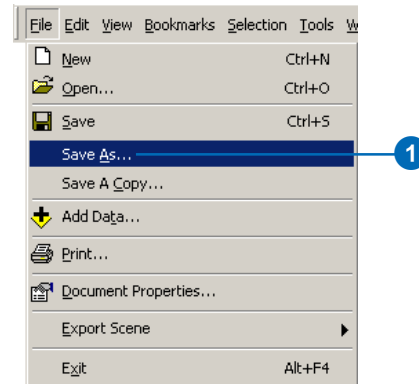 File Edit View Bookmarks Selection Tools W
New Ctrl+N
Open... Ctrl+O
Save Ctrl+S
Save As... 1
Save A Copy...
Add Data...
Print...
Document Properties...
Export Scene
Exit Alt+F4